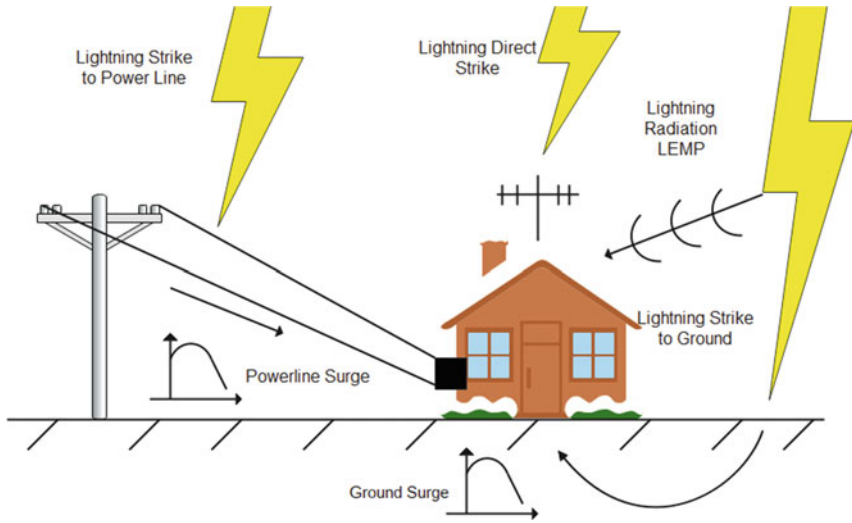 Lightning Strike
to Power Line
Lightning Direct
Strike
Lightning
Radiation
LEMP
Lightning Strike
to Ground
Powerline Surge
Ground Surge